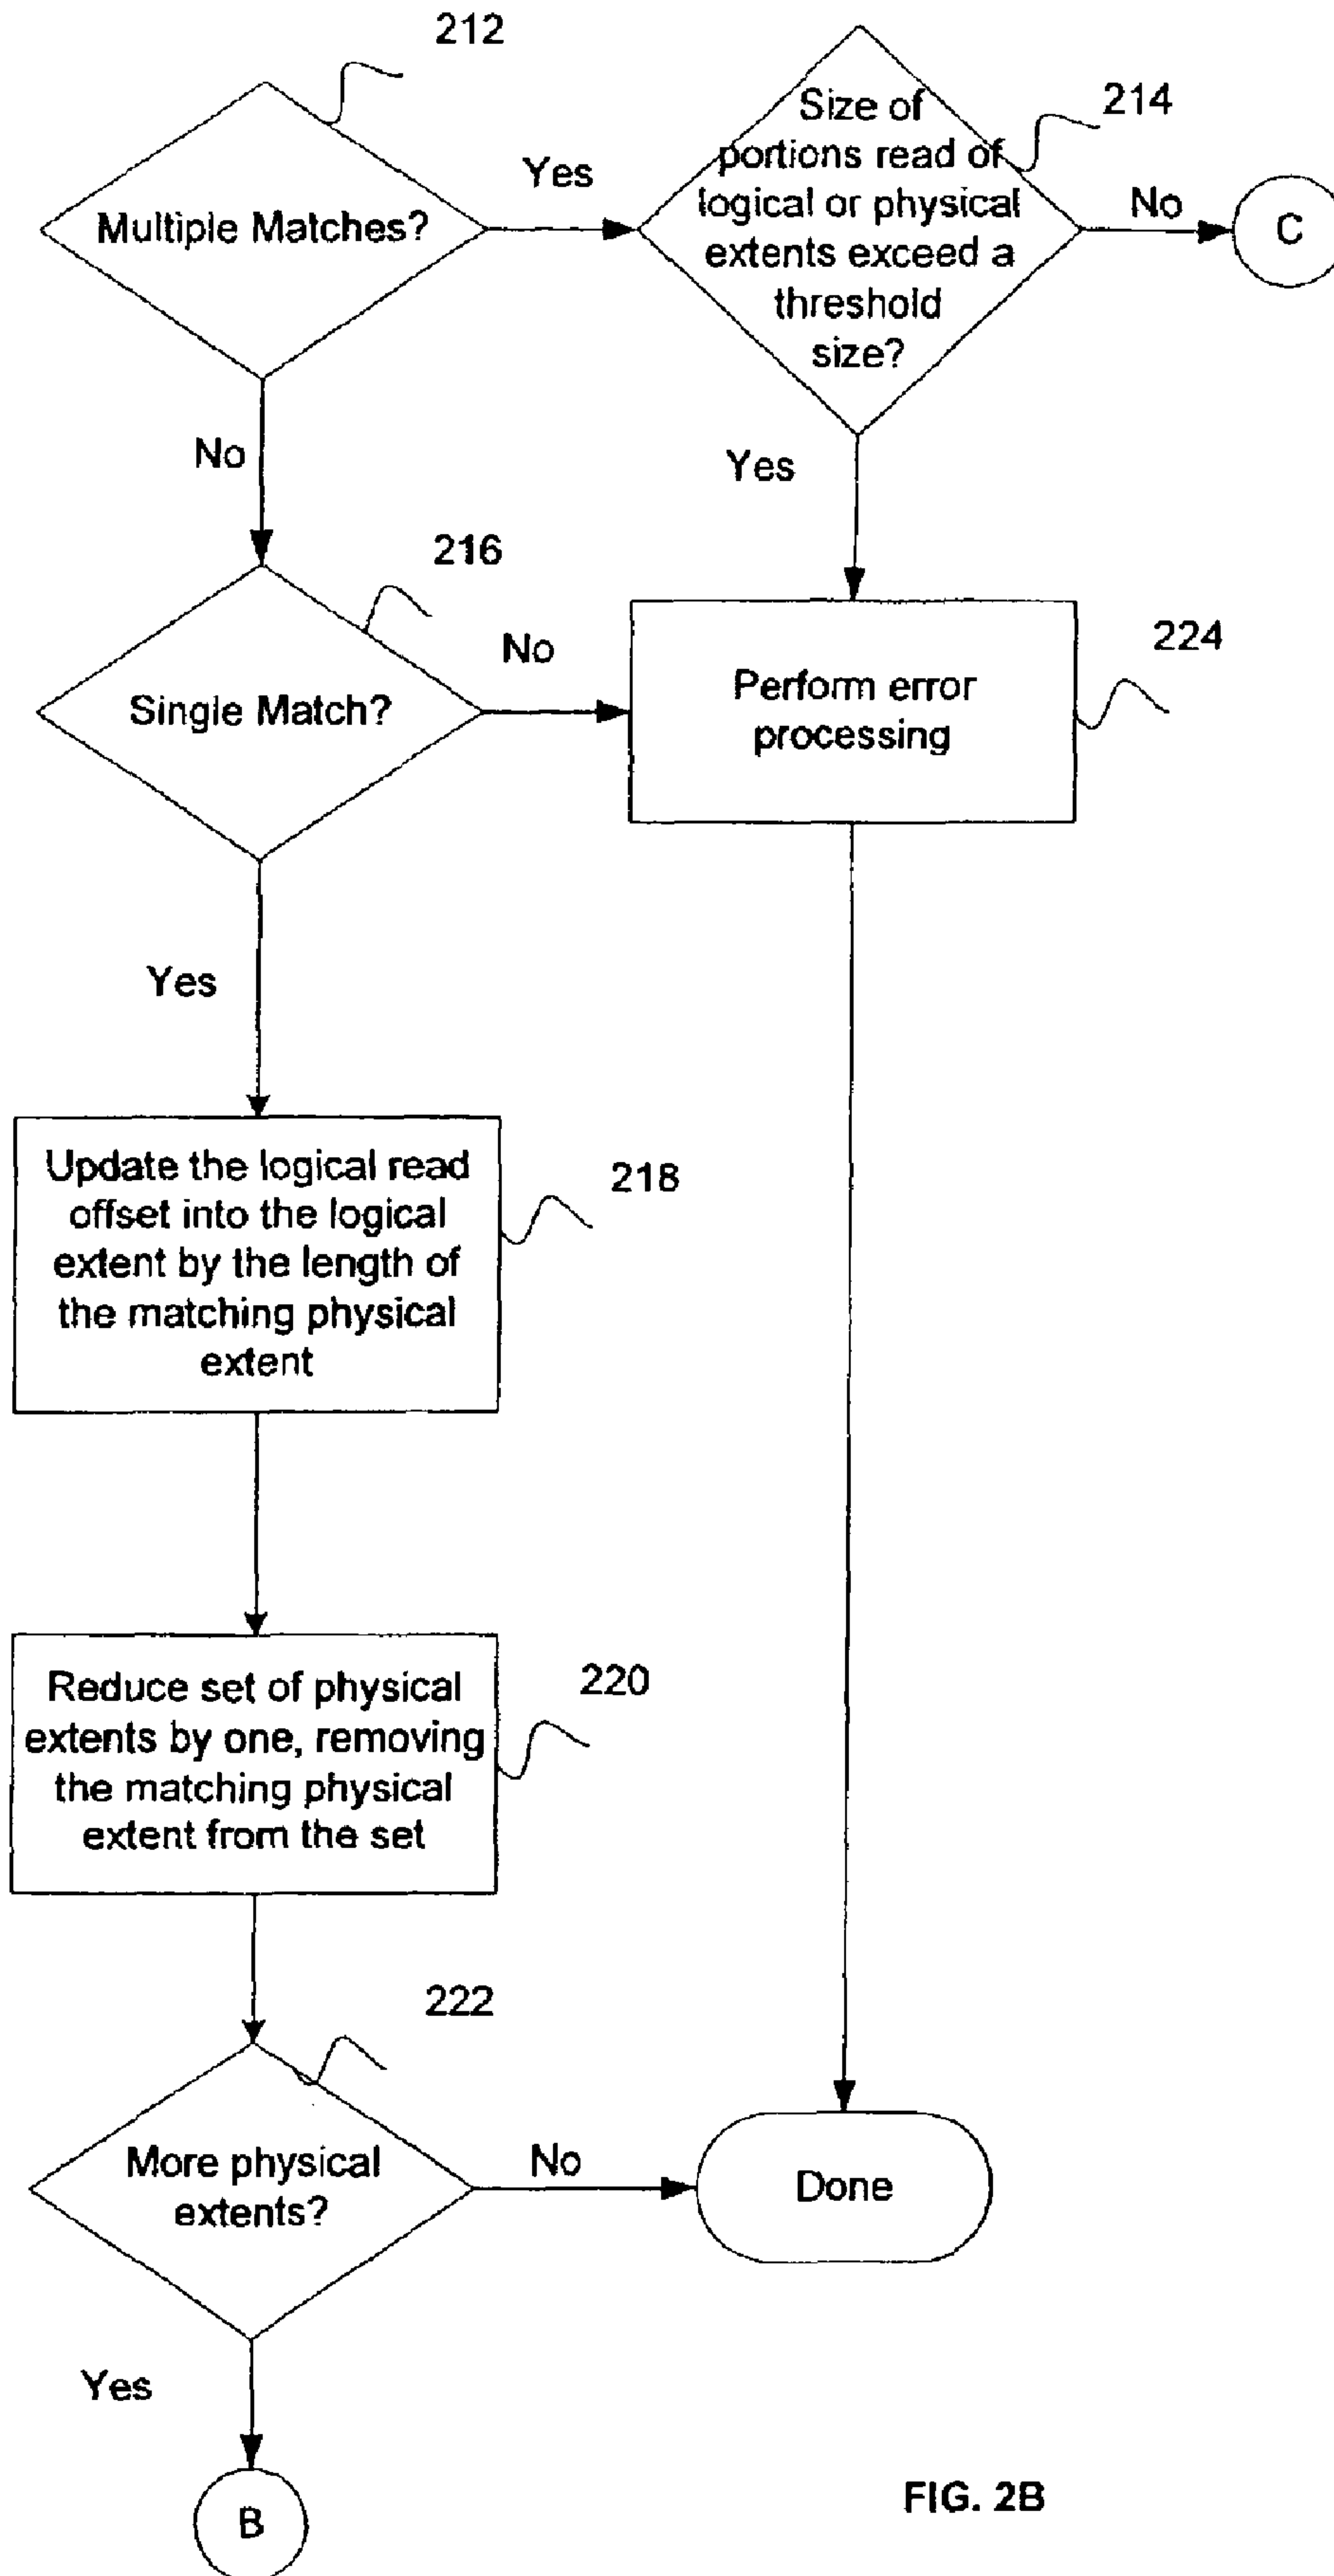 212
Multiple Matches?
Yes
Size of
portions read of
logical or physical
extents exceed a
threshold
size?
214
No
C
No
Yes
216
Single Match?
No
Perform error
processing
224
Yes
Update the logical read
offset into the logical
extent by the length of
the matching physical
extent
218
Reduce set of physical
extents by one, removing
the matching physical
extent from the set
220
222
More physical
extents?
No
Done
Yes
B
FIG. 2B